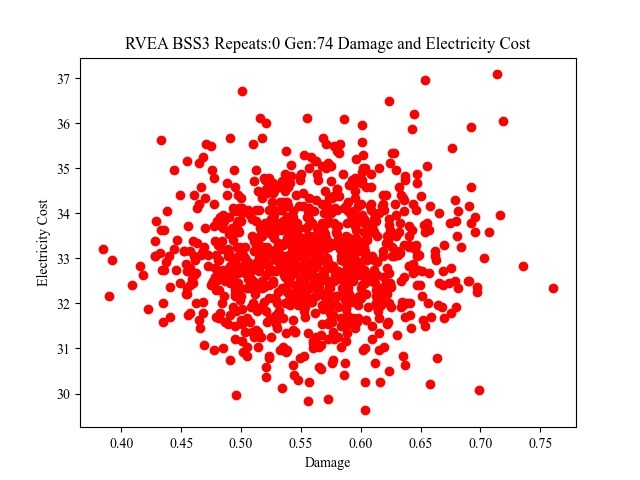 RVEA BSS3 Repeats:0 Gen:74 Damage and Electricity Cost
37
36
35
34
33
32
31
30
Electricity Cost
0.40 0.45 0.50 0.55 0.60 0.65 0.70 0.75
Damage